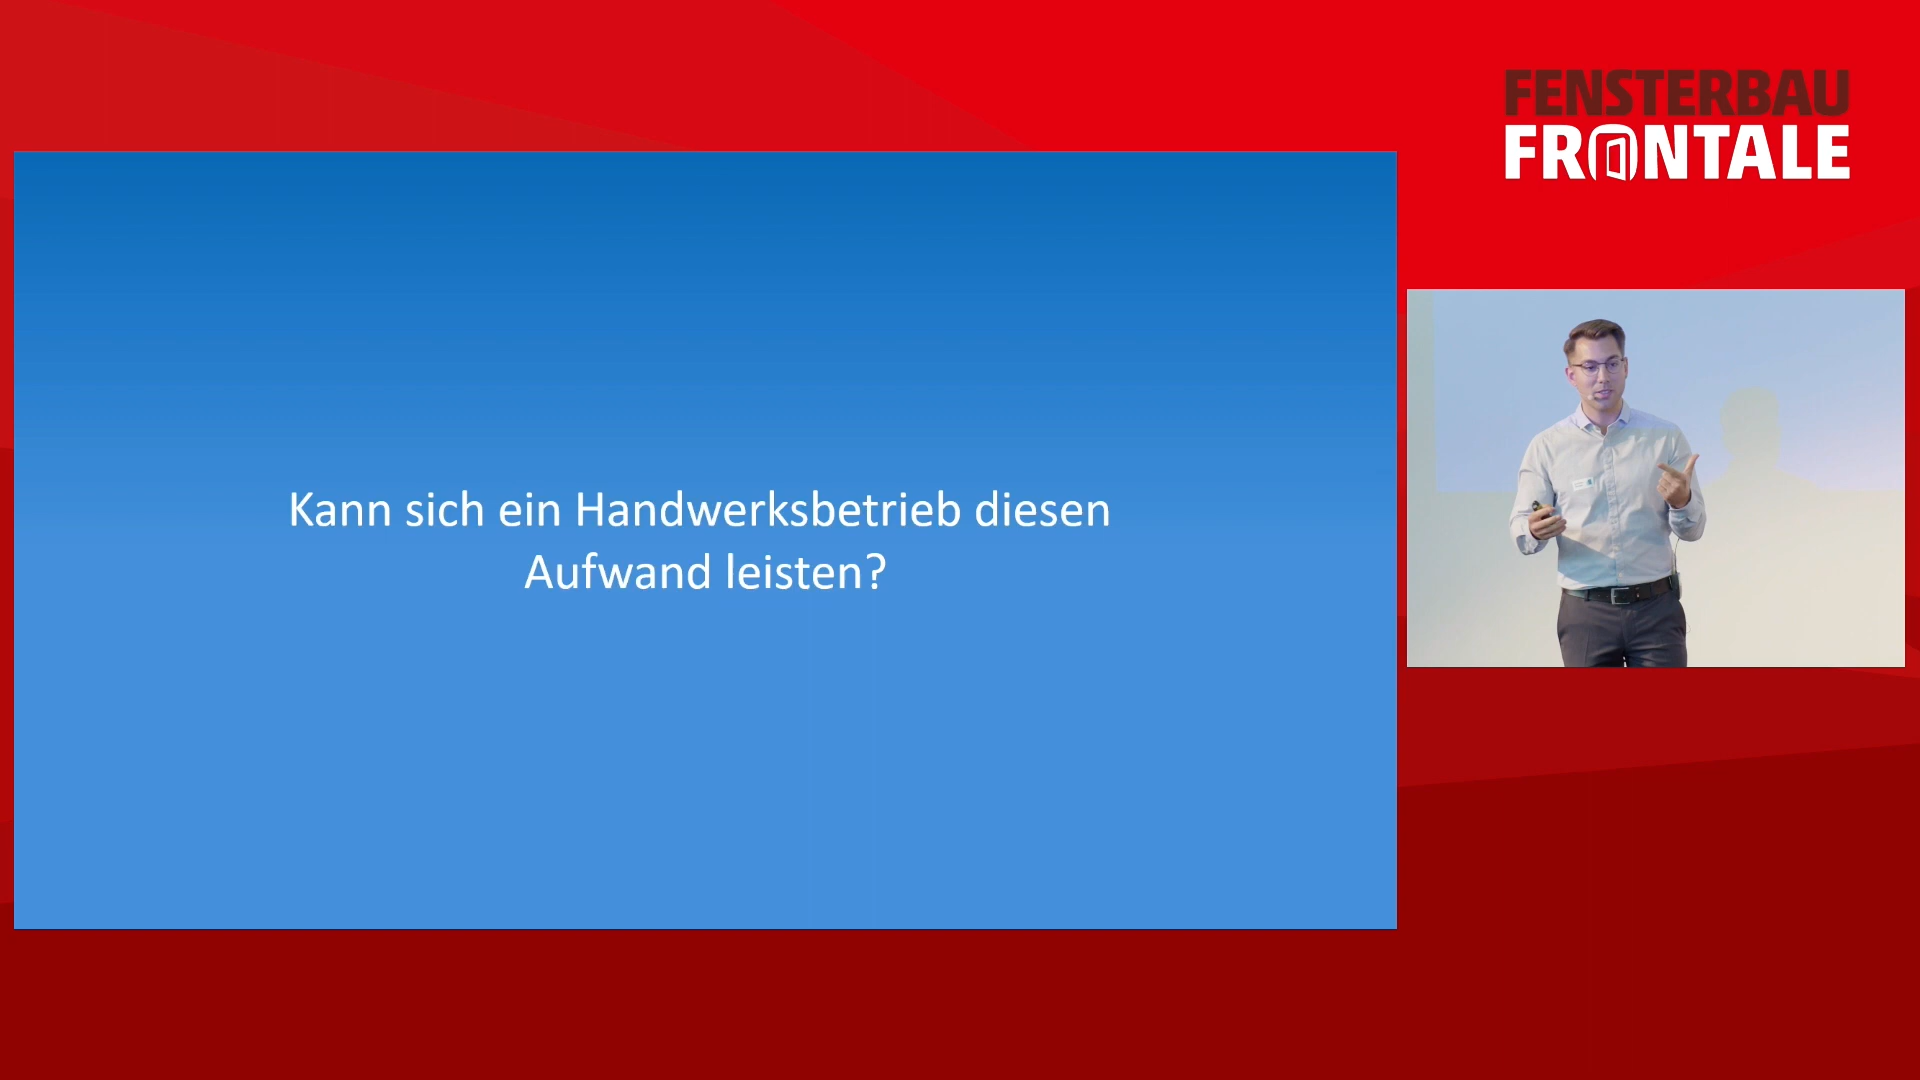 FENSTERBAU
FRONTALE
Kann sich ein Handwerksbetrieb diesen
Aufwand leisten?